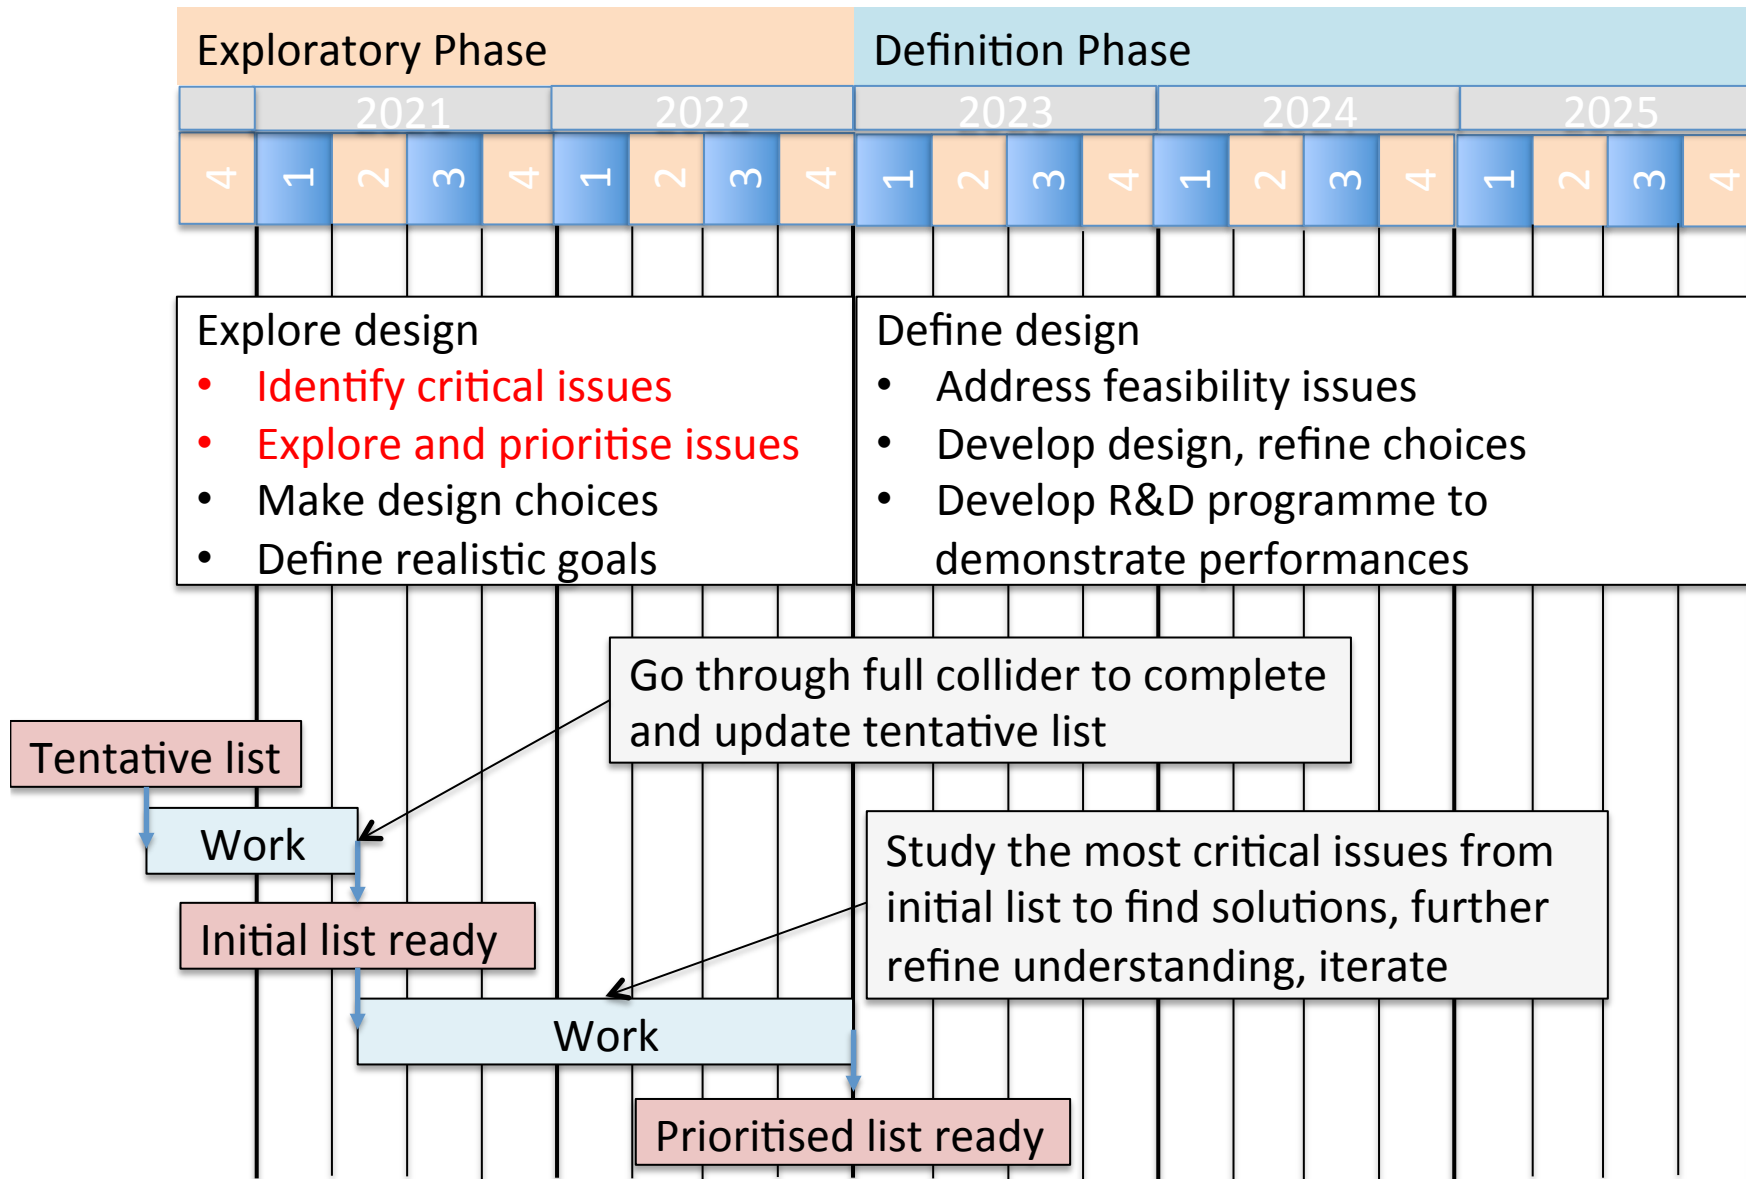 Exploratory Phase
Definition Phase
2021 2022 2023 2024 2025
4 1 2 3 4 1 2 3 4 1 2 3 4 1 2 3 4 1 2 3 4
Explore design
• Identify critical issues
• Explore and prioritise issues
• Make design choices
• Define realistic goals
Define design
• Address feasibility issues
• Develop design, refine choices
• Develop R&D programme to
demonstrate performances
Go through full collider to complete
and update tentative list
Tentative list
Work
Study the most critical issues from
initial list to find solutions, further
refine understanding, iterate
Initial list ready
Work
Prioritised list ready